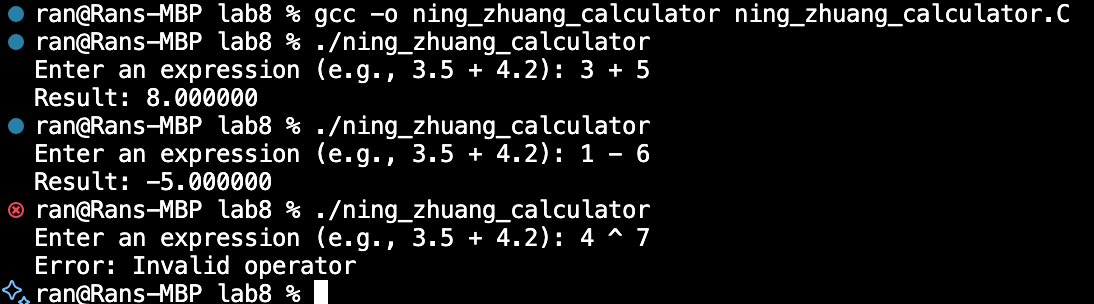 ran@Rans-MBP lab8 % gcc -o ning_zhuang_calculator ning_zhuang_calculator.C
ran@Rans-MBP lab8 % ./ning_zhuang_calculator
Enter an expression (e.g., 3.5 + 4.2): 3 + 5
Result: 8.000000
ran@Rans-MBP lab8 % ./ning_zhuang_calculator
Enter an expression (e.g., 3.5 + 4.2): 1 - 6
Result: -5.000000
ran@Rans-MBP lab8 % ./ning_zhuang_calculator
Enter an expression (e.g., 3.5 + 4.2): 4 ^ 7
Error: Invalid operator
ran@Rans-MBP lab8 %